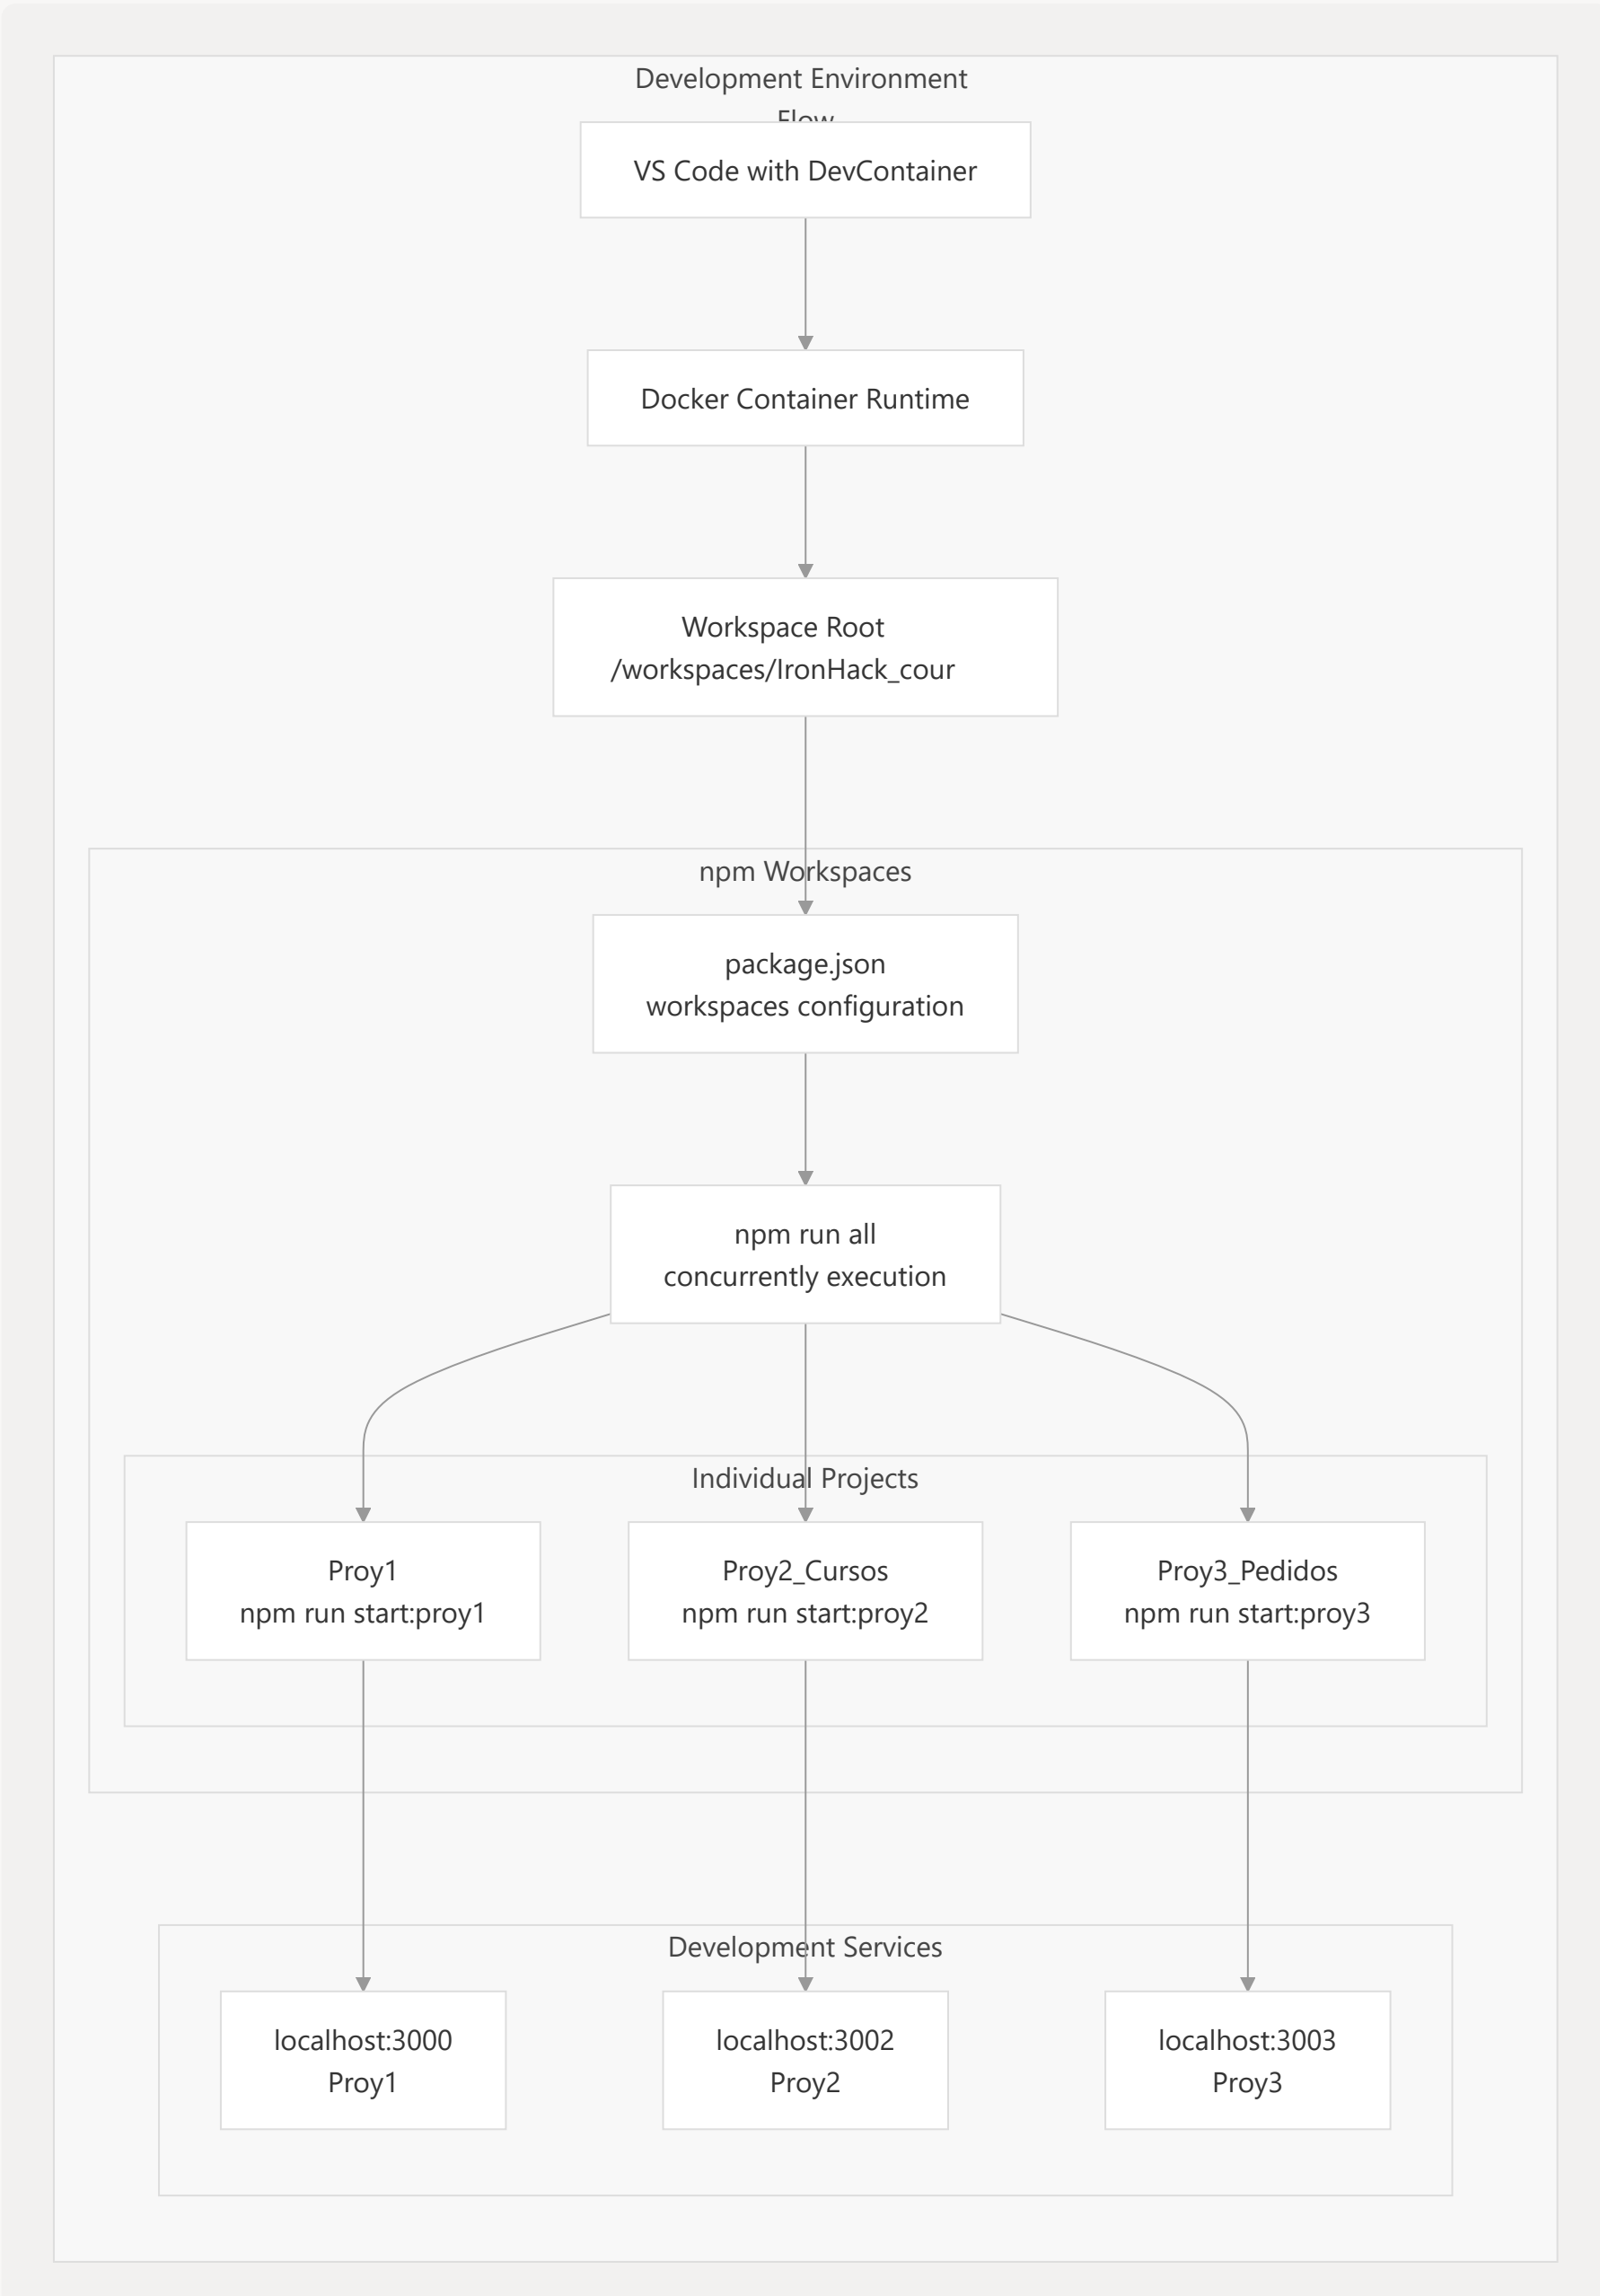 Development Environment
Flow
VS Code with DevContainer
Docker Container Runtime
Workspace Root
/workspaces/IronHack_cour
npm Workspaces
package.json
workspaces configuration
npm run all
concurrently execution
Individual Projects
Proy1
npm run start:proy1
Proy2_Cursos
npm run start:proy2
Proy3_Pedidos
npm run start:proy3
Development Services
localhost:3000
Proy1
localhost:3002
Proy2
localhost:3003
Proy3